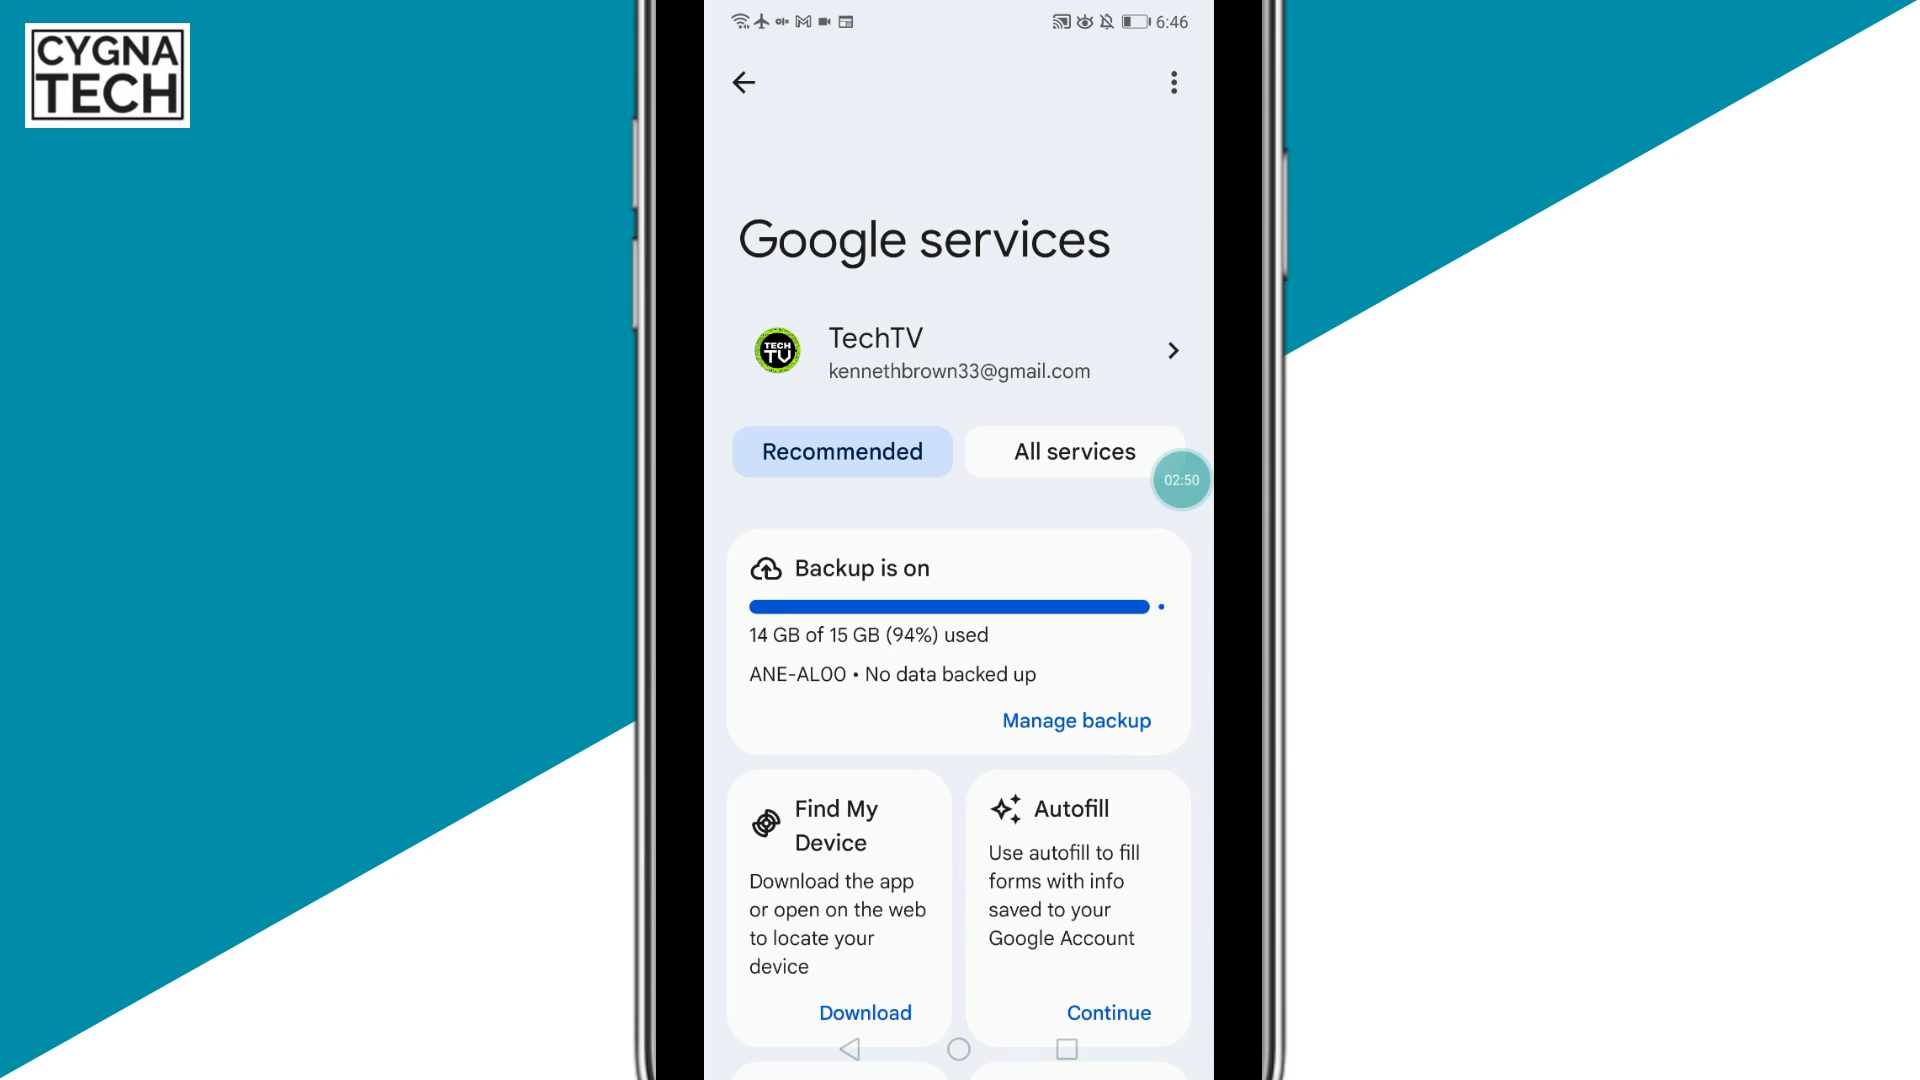 CYGNA
TECH
6:46
Google services
TECH
TV
TechTV
kennethbrown33@gmail.com
Recommended
All services
02:50
Backup is on
14 GB of 15 GB (94%) used
ANE-AL00 • No data backed up
Manage backup
Find My
Device
Download the app
or open on the web
to locate your
device
Download
Autofill
Use autofill to fill
forms with info
saved to your
Google Account
Continue